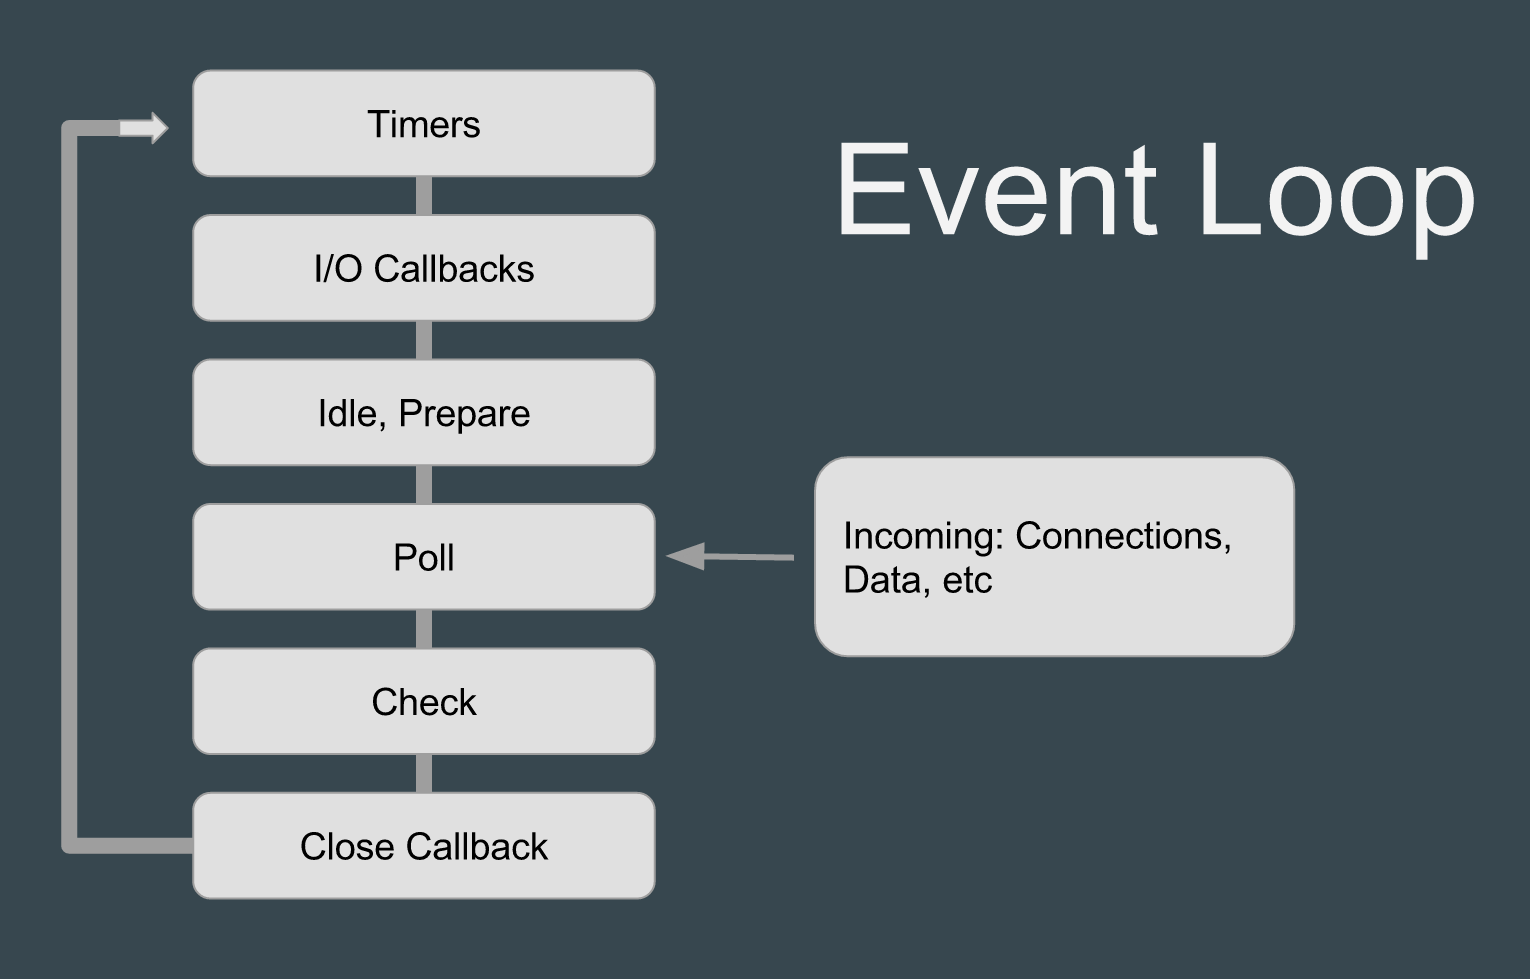 Event Loop
Timers
I/O Callbacks
Idle, Prepare
Poll
Incoming: Connections,
Data, etc
Check
Close Callback